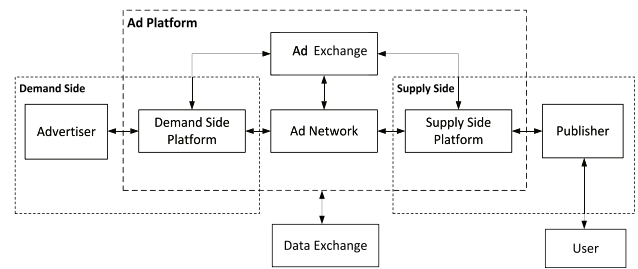 Ad Platform
Ad Exchange
Demand Side
Supply Side
Advertiser
Demand Side
Platform
Ad Network
Supply Side
Platform
Publisher
Data Exchange
User